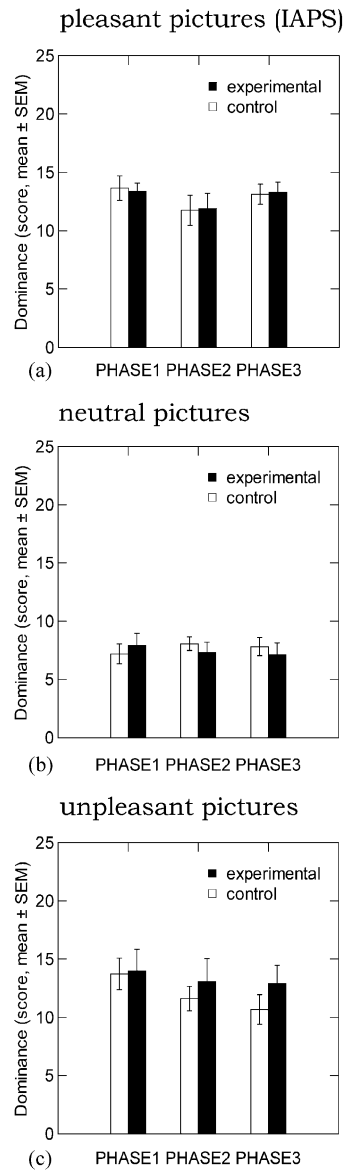 pleasant pictures (IAPS)
Dominance (score, mean ± SEM)
25
20
15
10
5
0
experimental
control
(a)
PHASE1 PHASE2 PHASE3
neutral pictures
Dominance (score, mean ± SEM)
25
20
15
10
5
0
experimental
control
(b)
PHASE1 PHASE2 PHASE3
unpleasant pictures
Dominance (score, mean ± SEM)
25
20
15
10
5
0
experimental
control
(c)
PHASE1 PHASE2 PHASE3